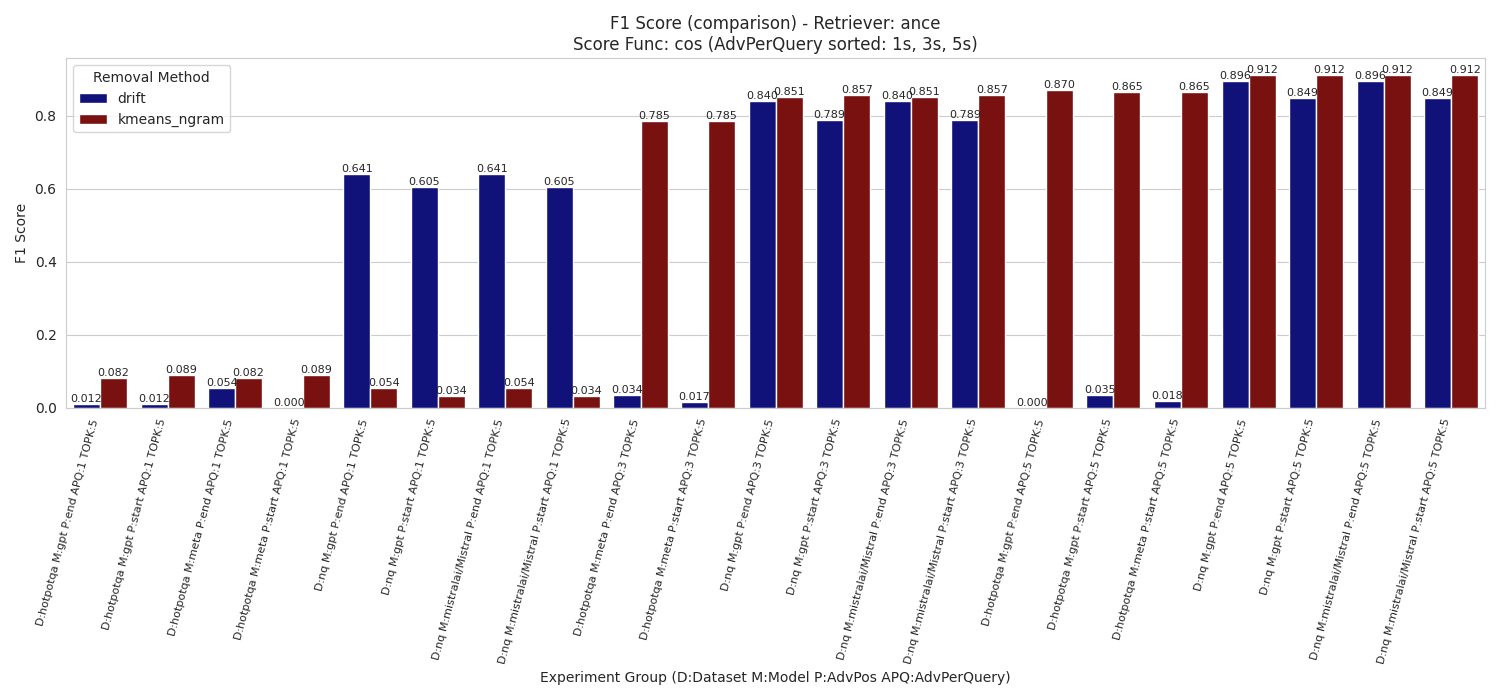 F1 Score (comparison) - Retriever: ance
Score Func: cos (AdvPerQuery sorted: 1s, 3s, 5s)
Removal Method
drift
kmeans_ngram
F1 Score
0.8
0.6
0.4
0.2
0.0
0.012
0.082
0.012
0.089
0.054
0.082
0.000
0.089
0.641
0.054
0.605
0.034
0.641
0.054
0.605
0.034
0.034
0.785
0.017
0.785
0.840
0.851
0.789
0.857
0.840
0.851
0.789
0.857
0.000
0.870
0.035
0.865
0.018
0.865
0.896
0.912
0.849
0.912
0.896
0.912
0.849
0.912
D:hotpotqa M:gpt P:end APQ:1 TOPK:5
D:hotpotqa M:gpt P:start APQ:1 TOPK:5
D:hotpotqa M:meta P:end APQ:1 TOPK:5
D:hotpotqa M:meta P:start APQ:1 TOPK:5
D:nq M:gpt P:end APQ:1 TOPK:5
D:nq M:gpt P:start APQ:1 TOPK:5
D:nq M:mistralai/Mistral P:end APQ:1 TOPK:5
D:nq M:mistralai/Mistral P:start APQ:1 TOPK:5
D:hotpotqa M:meta P:end APQ:3 TOPK:5
D:hotpotqa M:meta P:start APQ:3 TOPK:5
D:nq M:gpt P:end APQ:3 TOPK:5
D:nq M:gpt P:start APQ:3 TOPK:5
D:nq M:mistralai/Mistral P:end APQ:3 TOPK:5
D:nq M:mistralai/Mistral P:start APQ:3 TOPK:5
D:hotpotqa M:gpt P:end APQ:5 TOPK:5
D:hotpotqa M:gpt P:start APQ:5 TOPK:5
D:hotpotqa M:meta P:start APQ:5 TOPK:5
D:nq M:gpt P:end APQ:5 TOPK:5
D:nq M:gpt P:start APQ:5 TOPK:5
D:nq M:mistralai/Mistral P:end APQ:5 TOPK:5
D:nq M:mistralai/Mistral P:start APQ:5 TOPK:5
Experiment Group (D:Dataset M:Model P:AdvPos APQ:AdvPerQuery)